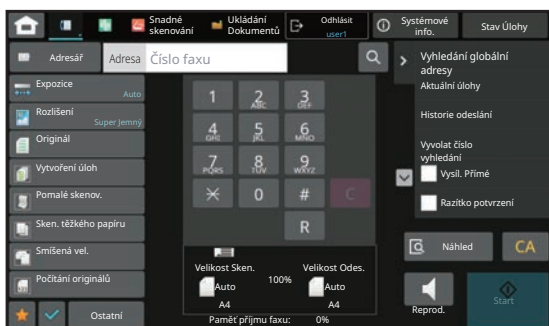 Snadné skenování
Ukládání Dokumentů
Odhlásit
user1
Systémové info.
Stav Úlohy
Adresář
Adresa
Číslo faxu
Expozice
Auto
Rozlišení
Super Jemný
Originál
Vytvoření úloh
Pomalé skenov.
Sken. těžkého papíru
Smíšená vel.
Počítání originálů
Ostatní
1
2 ABC
3 DEF
4 GHI
5 JKL
6 MNO
7 PQRS
8 TUV
9 WXYZ
0
#
C
R
Velikost Sken.
Auto
A4
100%
Velikost Odes.
Auto
A4
Paměť příjmu faxu: 0%
Vyhledání globální
adresy
Aktuální úlohy
Historie odeslání
Vyvolat číslo
vyhledání
Vysíl. Přímé
Razítko potvrzení
Náhled
CA
Reprod.
Start